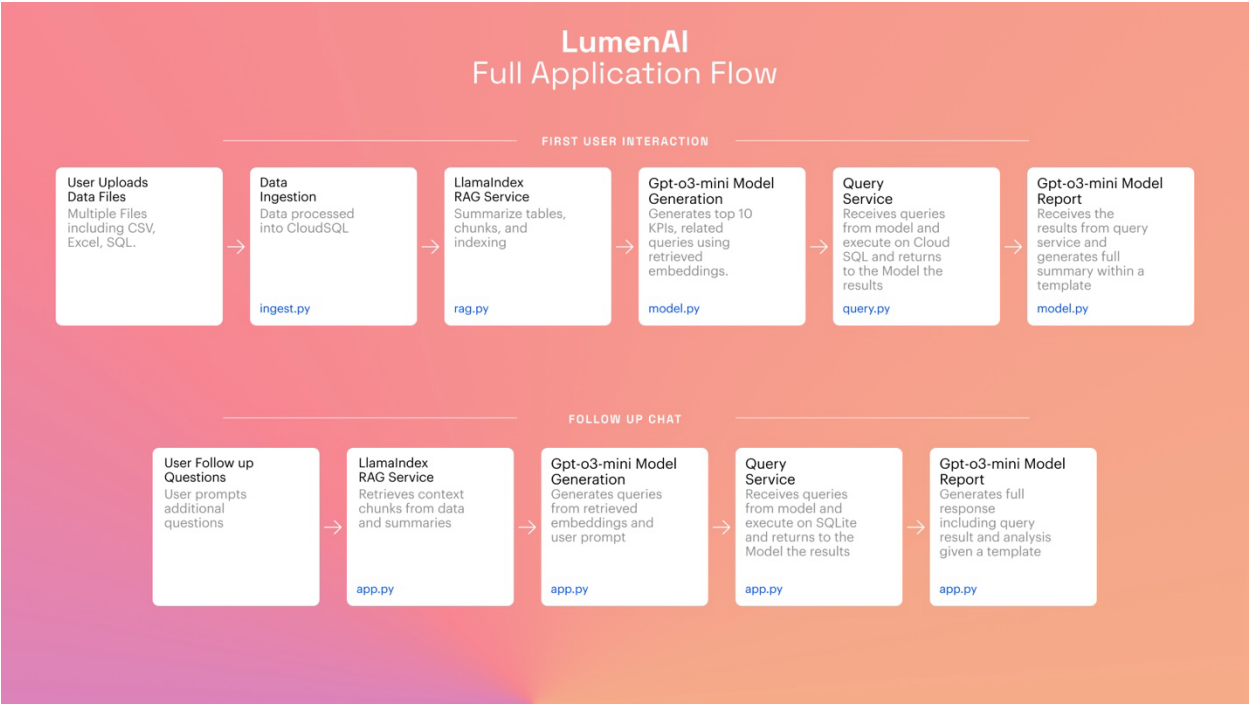 LumenAI
Full Application Flow
FIRST USER INTERACTION
User Uploads
Data Files
Multiple Files
including CSV,
Excel, SQL.
Data
Ingestion
Data processed
into CloudSQL
ingest.py
LlamaIndex
RAG Service
Summarize tables,
chunks, and
indexing
rag.py
Gpt-o3-mini Model
Generation
Generates top 10
KPIs, related
queries using
retrieved
embeddings.
model.py
Query
Service
Receives queries
from model and
execute on Cloud
SQL and returns
to the Model the
results
query.py
Gpt-o3-mini Model
Report
Receives the
results from query
service and
generates full
summary within a
template
model.py
FOLLOW UP CHAT
User Follow up
Questions
User prompts
additional
questions
LlamaIndex
RAG Service
Retrieves context
chunks from data
and summaries
app.py
Gpt-o3-mini Model
Generation
Generates queries
from retrieved
embeddings and
user prompt
app.py
Query
Service
Receives queries
from model and
execute on SQLite
and returns to the
Model the results
app.py
Gpt-o3-mini Model
Report
Generates full
response
including query
result and analysis
given a template
app.py